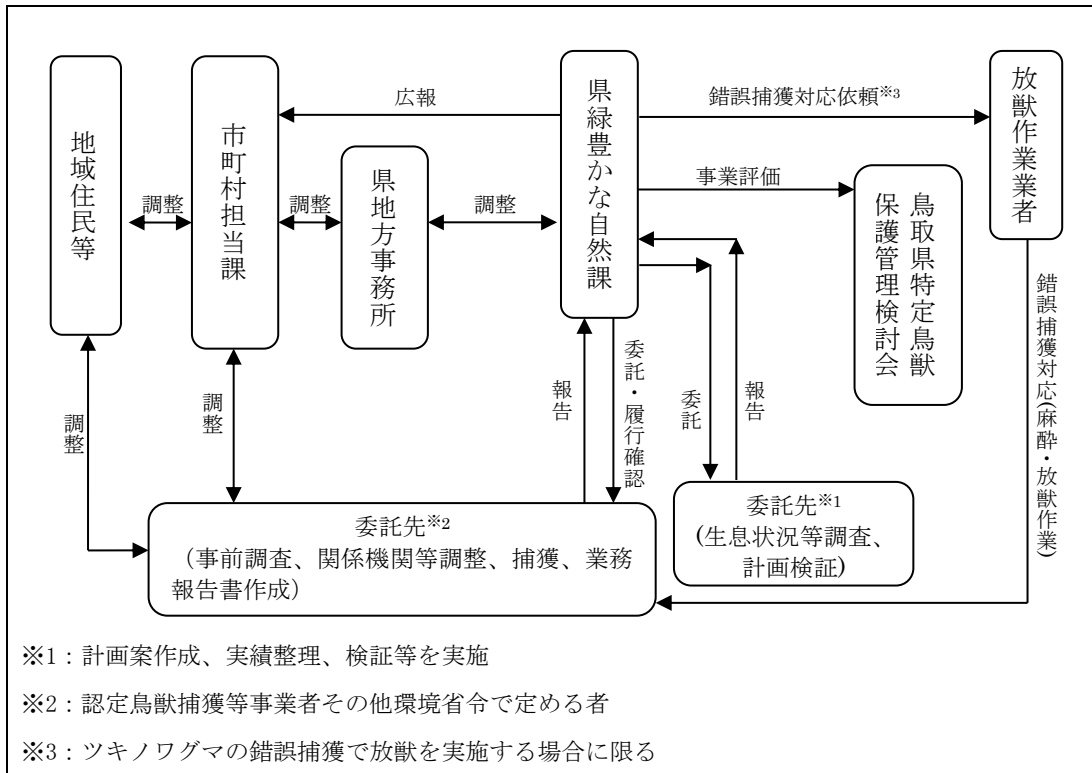 地域住民等
調整
市町村担当課
調整
県地方事務所
広報
調整
県緑豊かな自然課
錯誤捕獲対応依頼※3
事業評価
放獣作業業者
鳥取県特定鳥獣
保護管理検討会
調整
調整
報告
委託・履行確認
委託
報告
錯誤捕獲対応(麻酔・放獣作業)
委託先※2
（事前調査、関係機関等調整、捕獲、業務
報告書作成）
委託先※1
(生息状況等調査、
計画検証)
※1：計画案作成、実績整理、検証等を実施
※2：認定鳥獣捕獲等事業者その他環境省令で定める者
※3：ツキノワグマの錯誤捕獲で放獣を実施する場合に限る